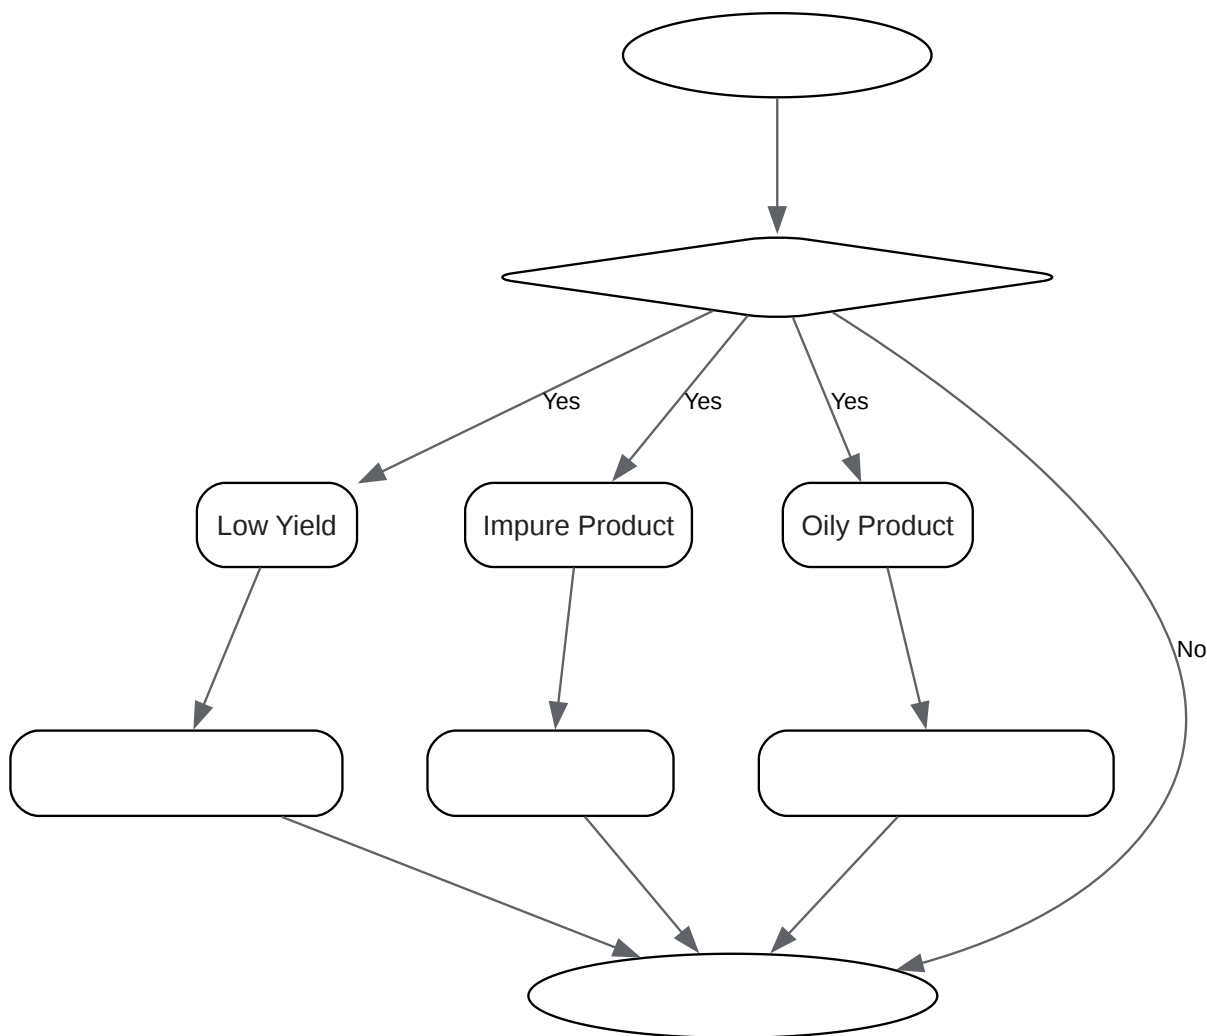 Yes
Yes
Yes
Low Yield
Impure Product
Oily Product
No